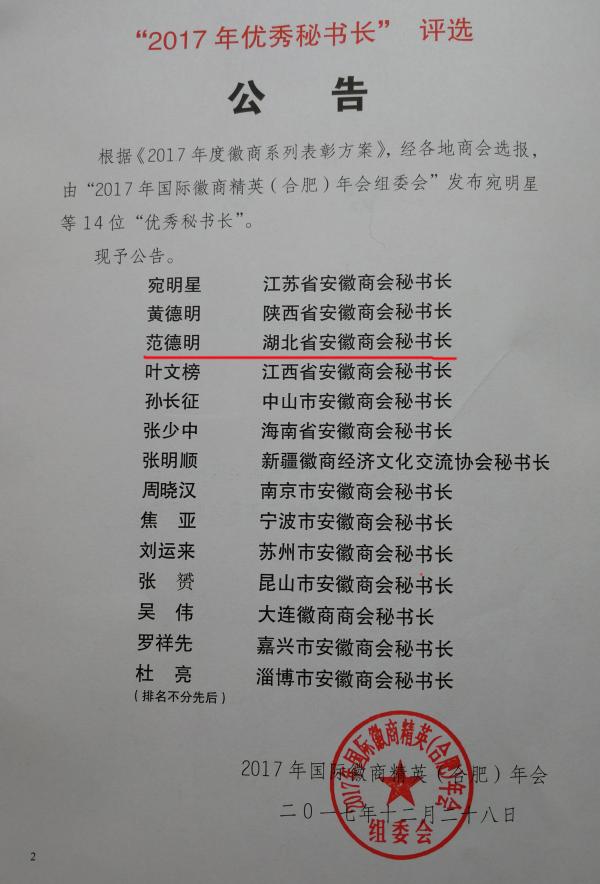 “2017年优秀秘书长” 评选
公 告
根据《2017年度徽商系列表彰方案》，经各地商会选报，
由“2017年国际徽商精英（合肥）年会组委会”发布宛明星
等14位“优秀秘书长”。
现予公告。
宛明星 江苏省安徽商会秘书长
黄德明 陕西省安徽商会秘书长
范德明 湖北省安徽商会秘书长
叶文榜 江西省安徽商会秘书长
孙长征 中山市安徽商会秘书长
张少中 海南省安徽商会秘书长
张明顺 新疆徽商经济文化交流协会秘书长
周晓汉 南京市安徽商会秘书长
焦 亚 宁波市安徽商会秘书长
刘运来 苏州市安徽商会秘书长
张 赟 昆山市安徽商会秘书长
吴 伟 大连徽商商会秘书长
罗祥先 嘉兴市安徽商会秘书长
杜 亮 淄博市安徽商会秘书长
（排名不分先后）
2017年国际徽商精英（合肥）年会
二〇一七年十二月二十八日
2017年国际徽商精英(合肥)年会
组委会
2